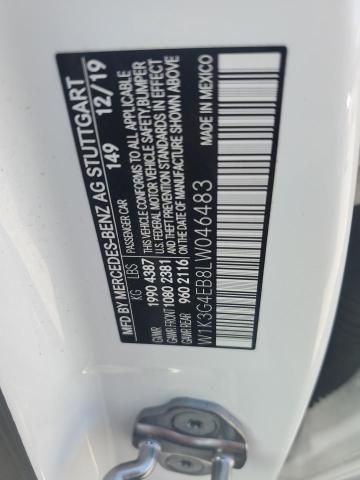 MFD BY MERCEDES-BENZ AG STUTTGART
149 12/19
PASSENGER CAR
KG LBS
GVWR 1990 4387
GAWR FRONT 1080 2381
GAWR REAR 960 2116
THIS VEHICLE CONFORMS TO ALL APPLICABLE
U.S. FEDERAL MOTOR VEHICLE SAFETY, BUMPER
AND THEFT PREVENTION STANDARDS IN EFFECT
ON THE DATE OF MANUFACTURE SHOWN ABOVE
MADE IN MEXICO
W1K3G4EB8LW046483